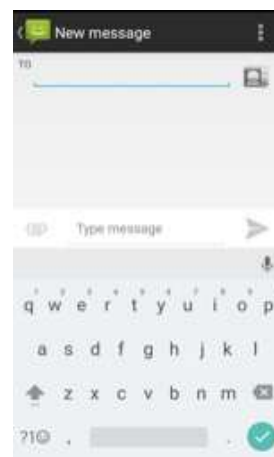 New message
TO
Type message
q w e r t y u i o p
a s d f g h j k l
z x c v b n m
?1☺ , .